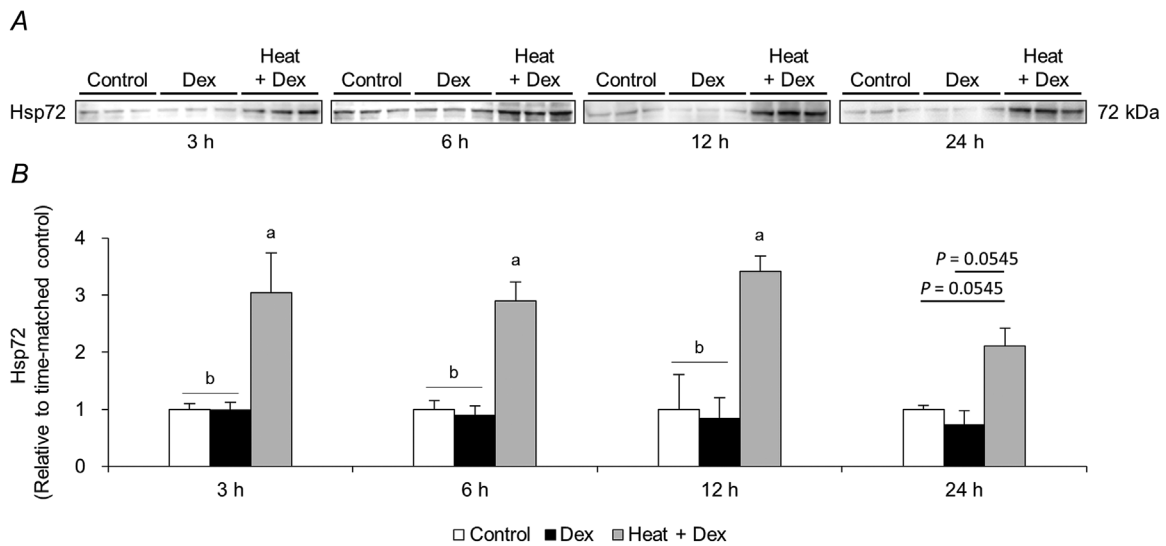 A
Control Dex Heat + Dex Control Dex Heat + Dex Control Dex Heat + Dex Control Dex Heat + Dex
Hsp72 72 kDa
3 h 6 h 12 h 24 h
B
Hsp72
(Relative to time-matched control)
4
3
2
1
0
b a
b a
b a
P = 0.0545
P = 0.0545
3 h 6 h 12 h 24 h
Control Dex Heat + Dex